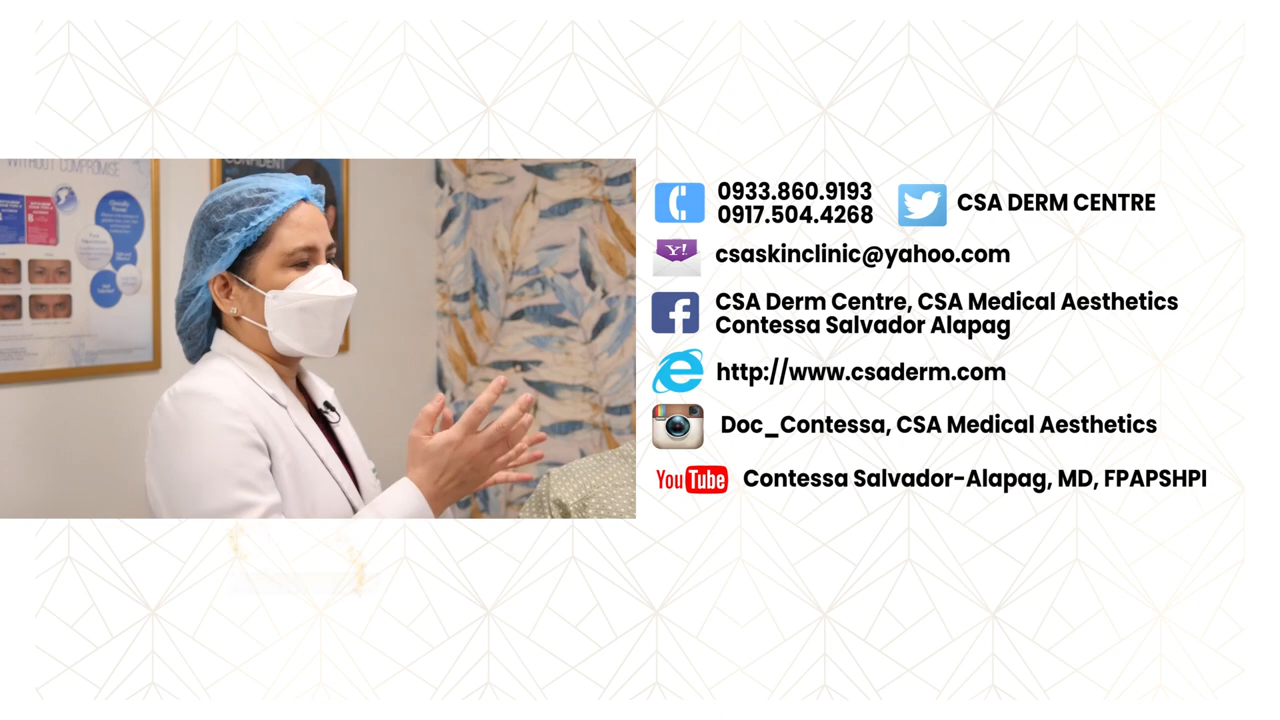 WITHOUT COMPROMISE
CONFIDENT
0933.860.9193
0917.504.4268
CSA DERM CENTRE
Y!
csaskinclinic@yahoo.com
f
CSA Derm Centre, CSA Medical Aesthetics
Contessa Salvador Alapag
http://www.csaderm.com
Doc_Contessa, CSA Medical Aesthetics
YouTube
Contessa Salvador-Alapag, MD, FPAPSHPI